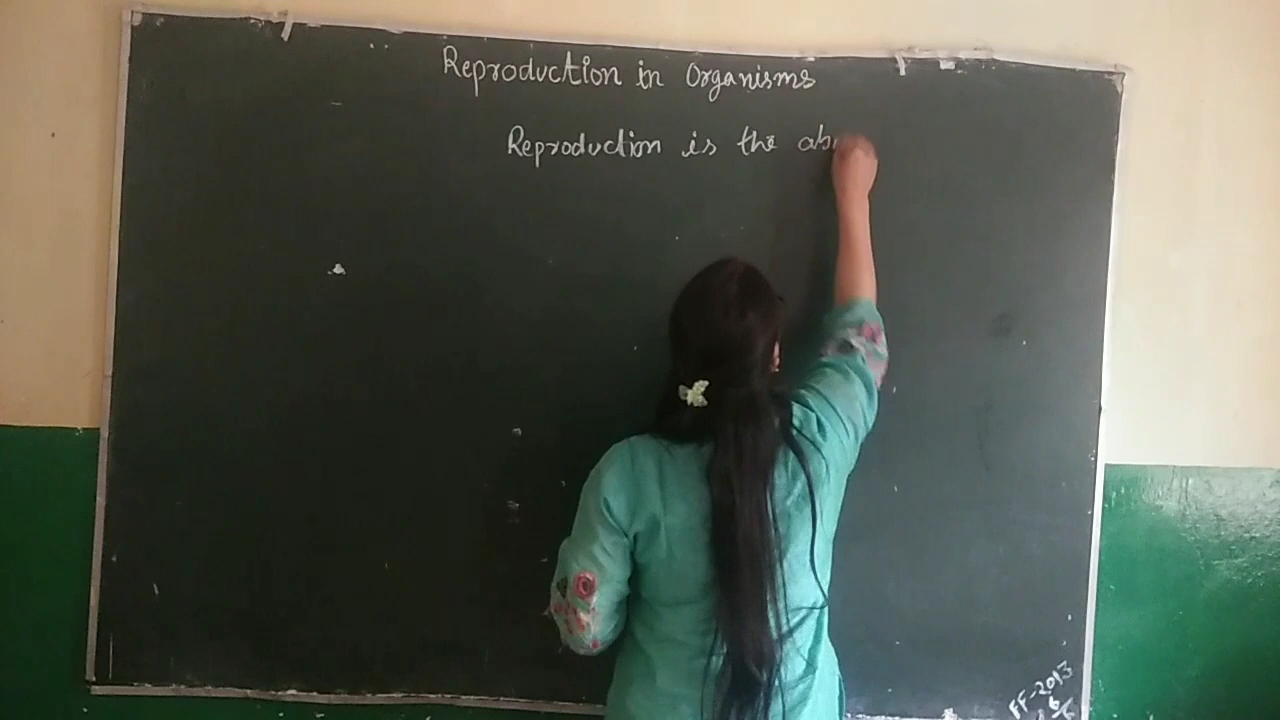 Reproduction in Organisms
Reproduction is the ab
FF-2013